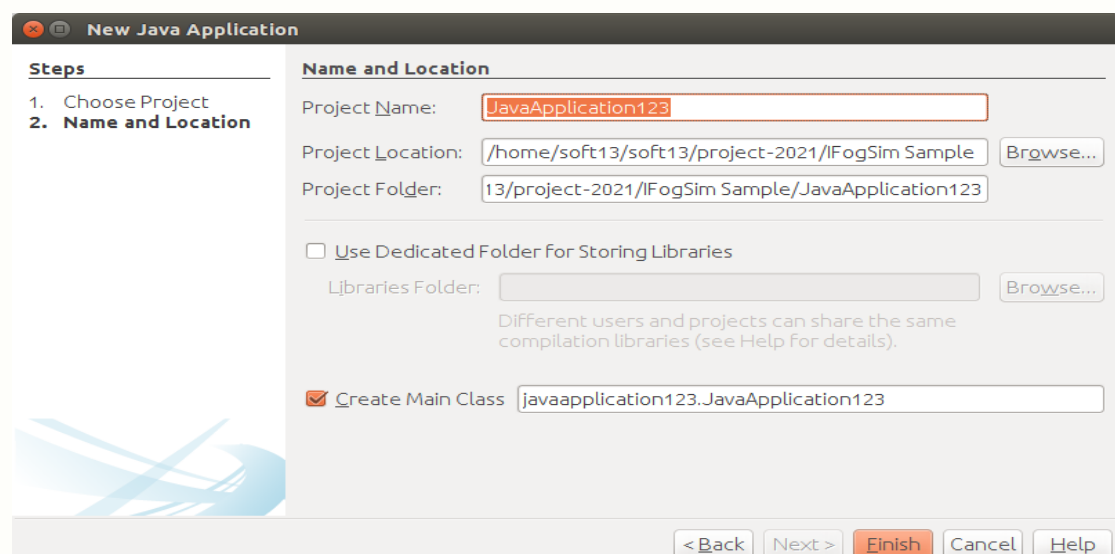 New Java Application
Steps
1. Choose Project
2. Name and Location
Name and Location
Project Name: JavaApplication123
Project Location: /home/soft13/soft13/project-2021/IFogSim Sample Browse...
Project Folder: 13/project-2021/IFogSim Sample/JavaApplication123
Use Dedicated Folder for Storing Libraries
Libraries Folder: Browse...
Different users and projects can share the same
compilation libraries (see Help for details).
Create Main Class javaapplication123.JavaApplication123
< Back Next > Finish Cancel Help